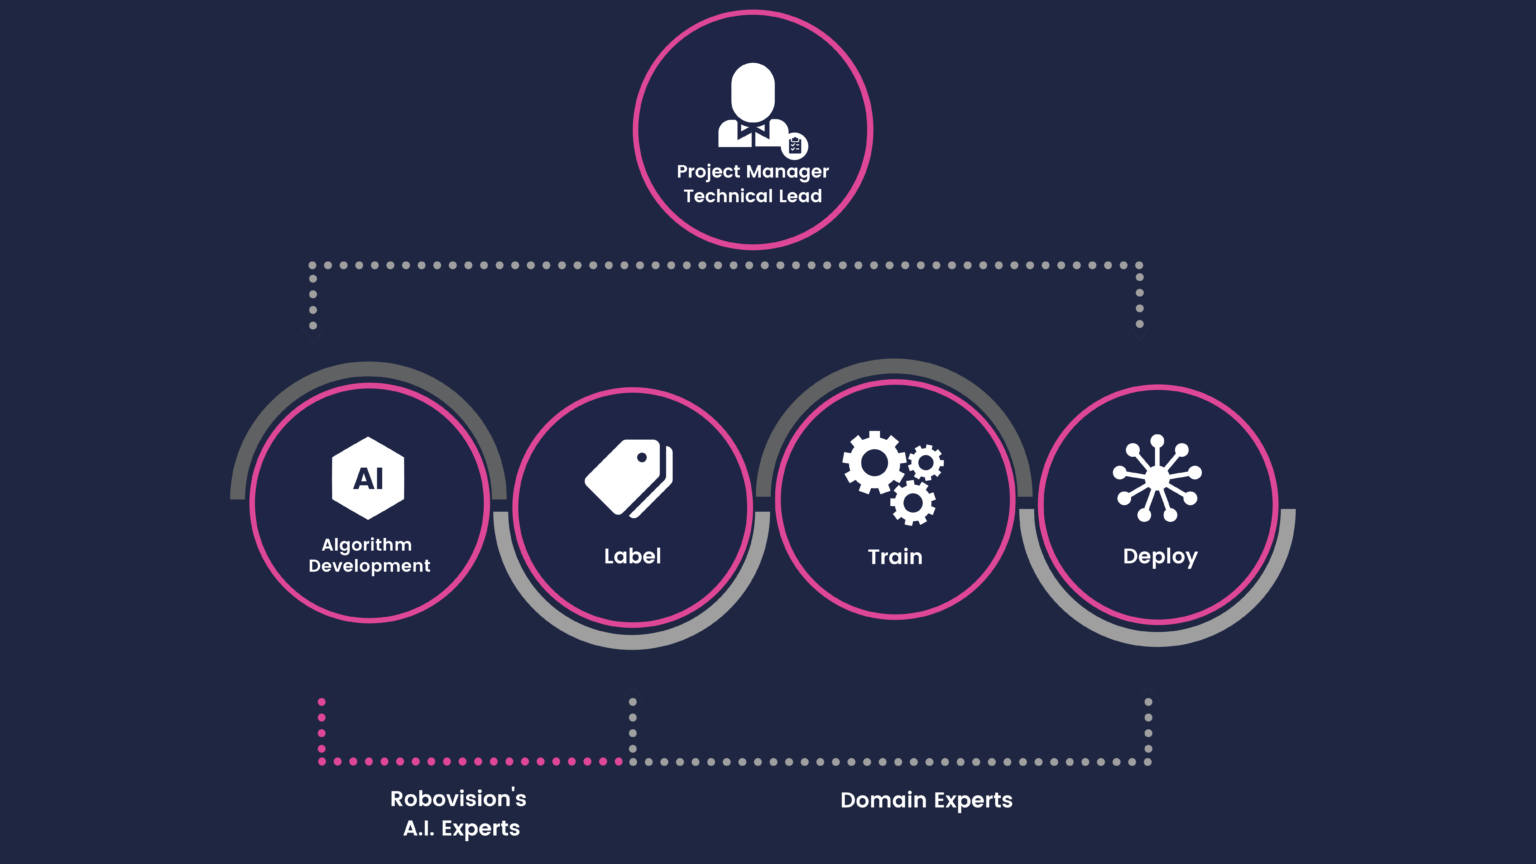 Project Manager
Technical Lead
AI
Algorithm
Development
Label
Train
Deploy
Robovision's
A.I. Experts
Domain Experts